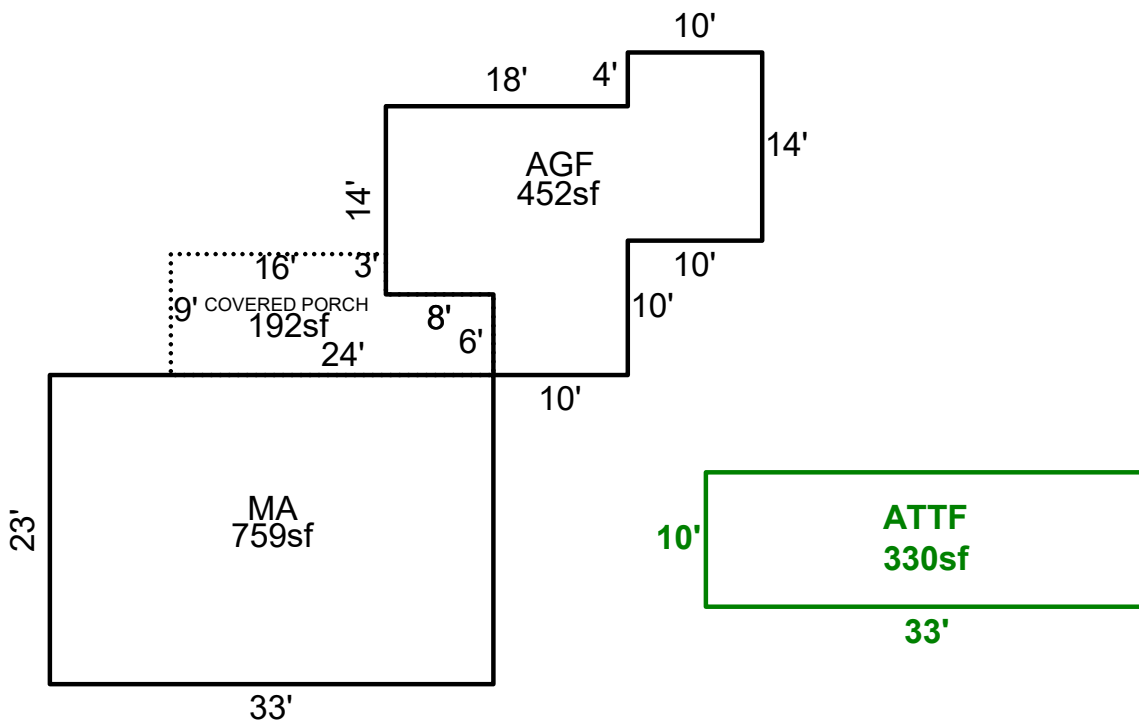 10'
18'
4'
14'
AGF
452sf
14'
16'
3'
10'
9'
COVERED PORCH
192sf
8'
10'
6'
24'
10'
MA
759sf
23'
33'
ATTF
330sf
10'
33'